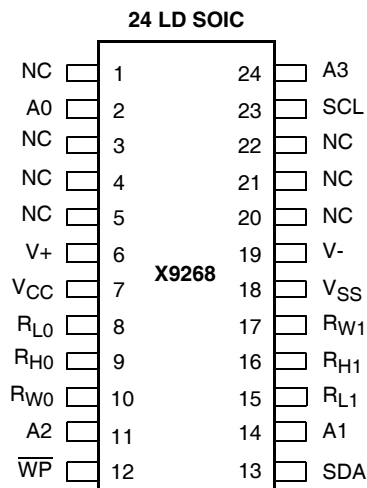 24 LD SOIC
NC 1 24 A3
A0 2 23 SCL
NC 3 22 NC
NC 4 21 NC
NC 5 20 NC
V+ 6 19 V-
VCC 7 X9268 18 VSS
RL0 8 17 RW1
RH0 9 16 RH1
RW0 10 15 RL1
A2 11 14 A1
WP 12 13 SDA